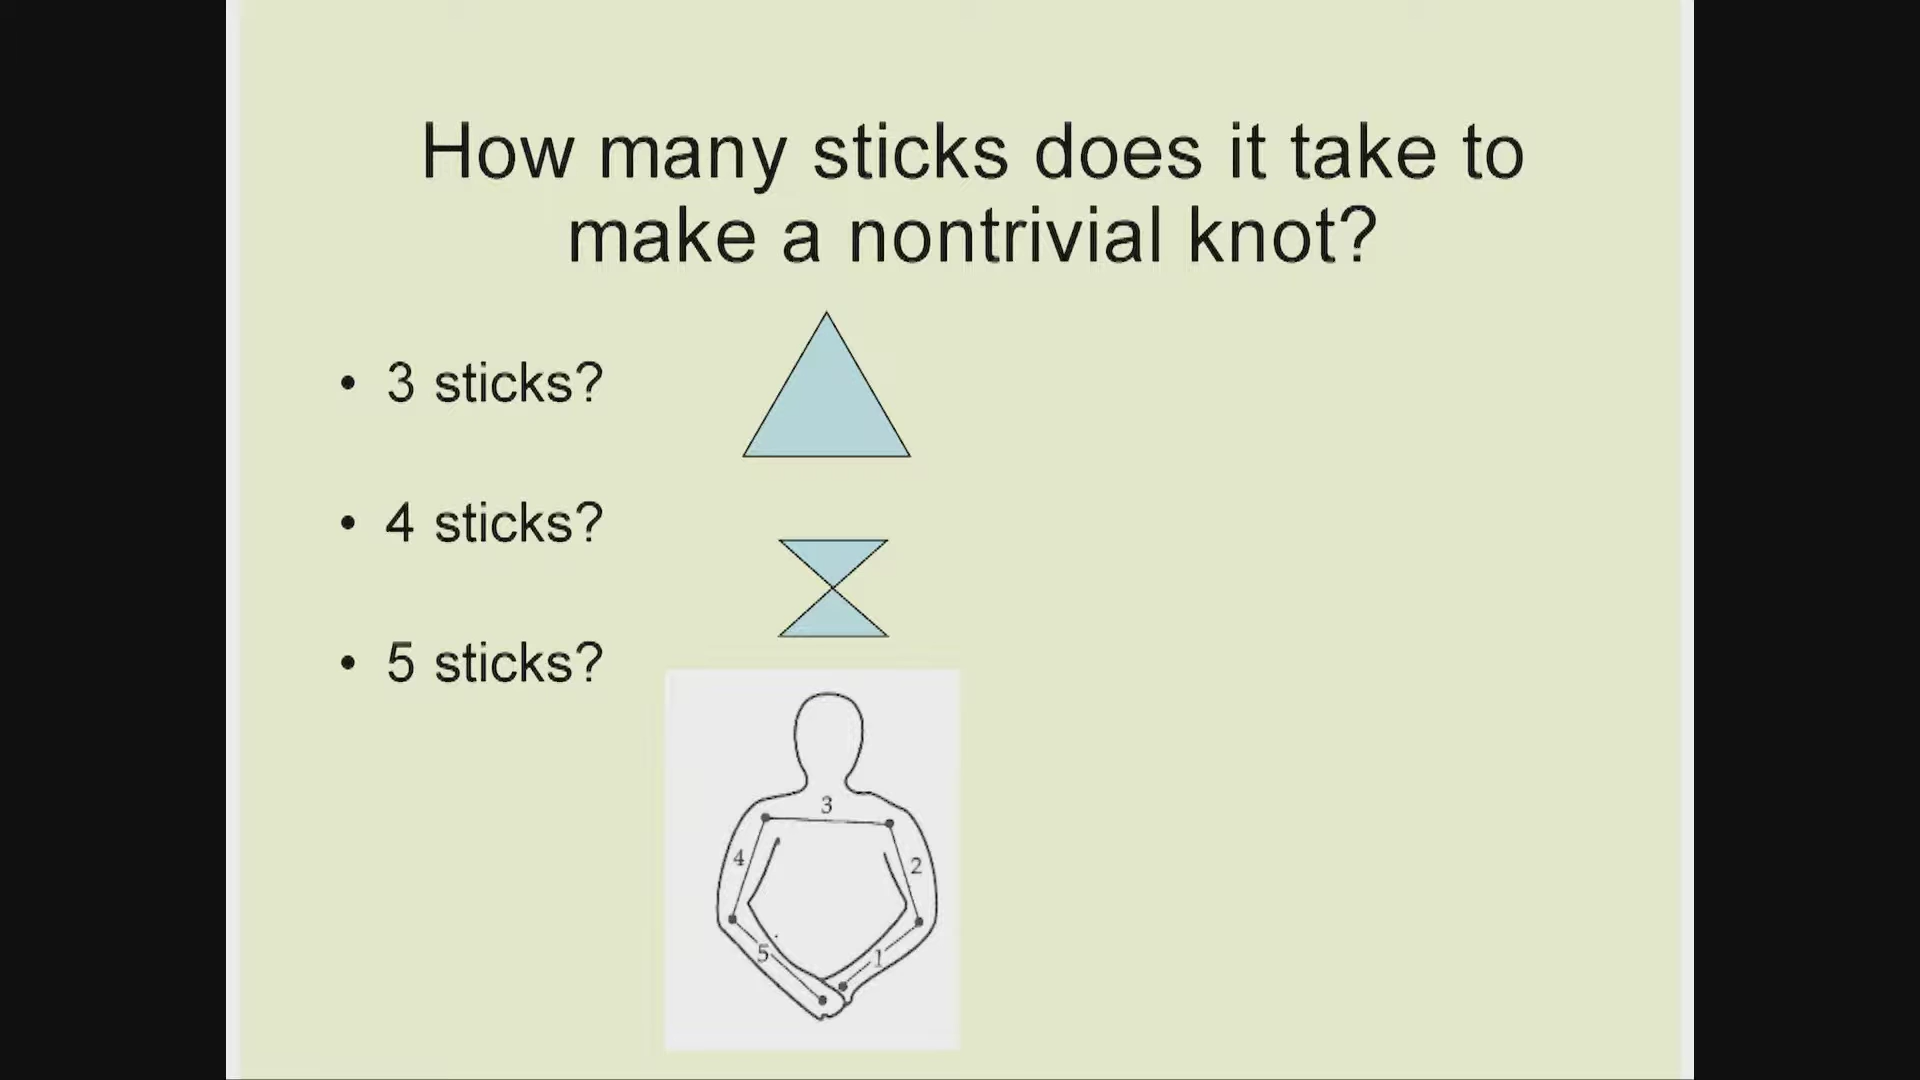 How many sticks does it take to
make a nontrivial knot?
• 3 sticks?
• 4 sticks?
• 5 sticks?
3
4
2
5
1